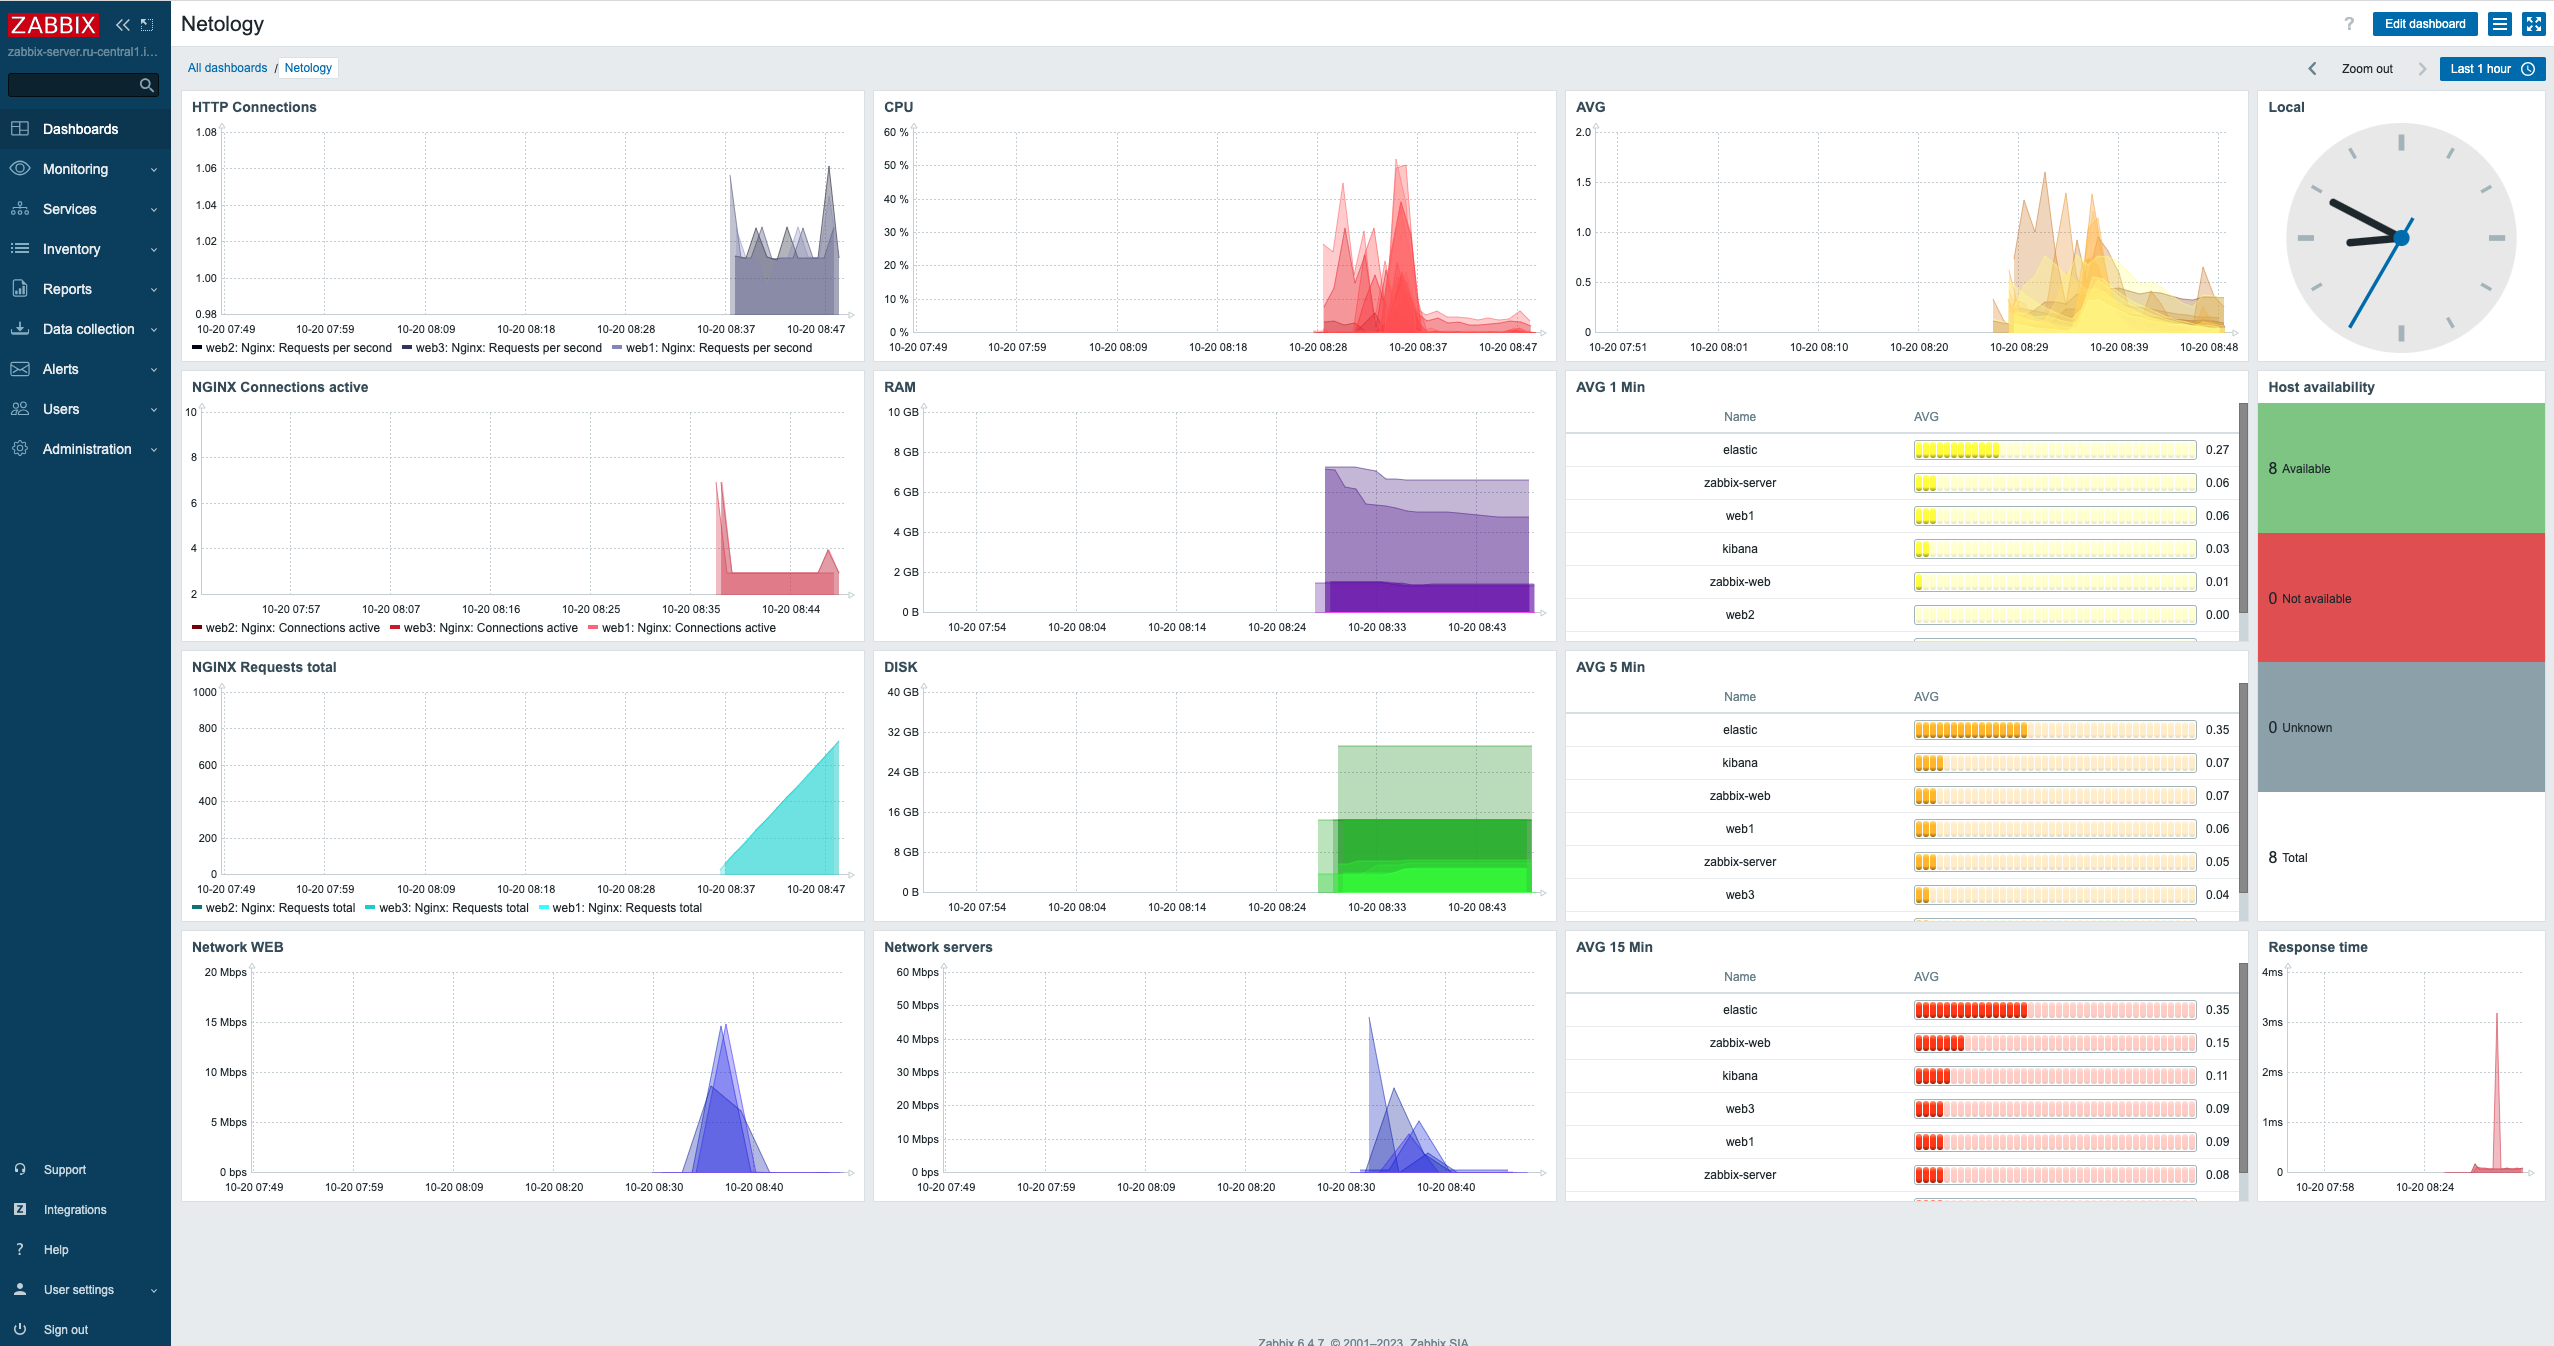 ZABBIX
zabbix-server.ru-central1.i...
Dashboards
Monitoring
Services
Inventory
Reports
Data collection
Alerts
Users
Administration
Support
Integrations
Help
User settings
Sign out
Netology
? Edit dashboard
All dashboards / Netology
Zoom out
Last 1 hour
HTTP Connections
1.08
1.06
1.04
1.02
1.00
0.98
10-20 07:49 10-20 07:59 10-20 08:09 10-20 08:18 10-20 08:28 10-20 08:37 10-20 08:47
web2: Nginx: Requests per second web3: Nginx: Requests per second web1: Nginx: Requests per second
CPU
60 %
50 %
40 %
30 %
20 %
10 %
0 %
10-20 07:49 10-20 07:59 10-20 08:09 10-20 08:18 10-20 08:28 10-20 08:37 10-20 08:47
AVG
2.0
1.5
1.0
0.5
0
10-20 07:51 10-20 08:01 10-20 08:10 10-20 08:20 10-20 08:29 10-20 08:39 10-20 08:48
Local
NGINX Connections active
10
8
6
4
2
10-20 07:57 10-20 08:07 10-20 08:16 10-20 08:25 10-20 08:35 10-20 08:44
web2: Nginx: Connections active web3: Nginx: Connections active web1: Nginx: Connections active
RAM
10 GB
8 GB
6 GB
4 GB
2 GB
0 B
10-20 07:54 10-20 08:04 10-20 08:14 10-20 08:24 10-20 08:33 10-20 08:43
AVG 1 Min
Name AVG
elastic 0.27
zabbix-server 0.06
web1 0.06
kibana 0.03
zabbix-web 0.01
web2 0.00
Host availability
8 Available
0 Not available
0 Unknown
8 Total
NGINX Requests total
1000
800
600
400
200
0
10-20 07:49 10-20 07:59 10-20 08:09 10-20 08:18 10-20 08:28 10-20 08:37 10-20 08:47
web2: Nginx: Requests total web3: Nginx: Requests total web1: Nginx: Requests total
DISK
40 GB
32 GB
24 GB
16 GB
8 GB
0 B
10-20 07:54 10-20 08:04 10-20 08:14 10-20 08:24 10-20 08:33 10-20 08:43
AVG 5 Min
Name AVG
elastic 0.35
kibana 0.07
zabbix-web 0.07
web1 0.06
zabbix-server 0.05
web3 0.04
Network WEB
20 Mbps
15 Mbps
10 Mbps
5 Mbps
0 bps
10-20 07:49 10-20 07:59 10-20 08:09 10-20 08:20 10-20 08:30 10-20 08:40
Network servers
60 Mbps
50 Mbps
40 Mbps
30 Mbps
20 Mbps
10 Mbps
0 bps
10-20 07:49 10-20 07:59 10-20 08:09 10-20 08:20 10-20 08:30 10-20 08:40
AVG 15 Min
Name AVG
elastic 0.35
zabbix-web 0.15
kibana 0.11
web3 0.09
web1 0.09
zabbix-server 0.08
Response time
4ms
3ms
2ms
1ms
0
10-20 07:58 10-20 08:24
Zabbix 6.4.7. © 2001–2023, Zabbix SIA